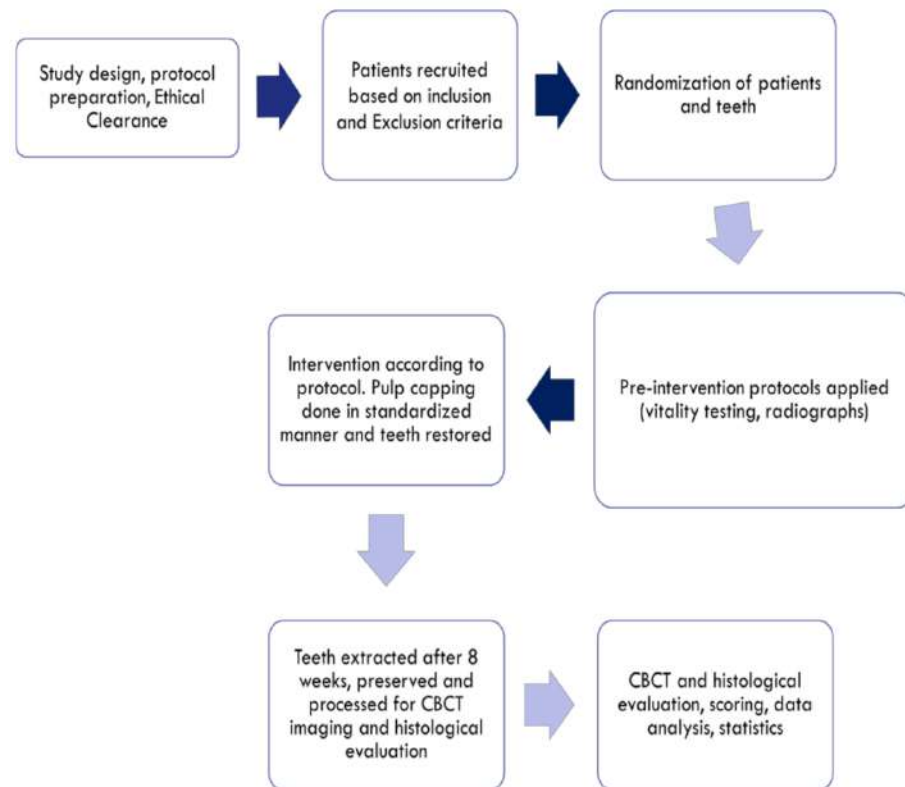 Study design, protocol
preparation, Ethical
Clearance
Patients recruited
based on inclusion
and Exclusion criteria
Randomization of patients
and teeth
Pre-intervention protocols applied
(vitality testing, radiographs)
Intervention according to
protocol. Pulp capping
done in standardized
manner and teeth restored
Teeth extracted after 8
weeks, preserved and
processed for CBCT
imaging and histological
evaluation
CBCT and histological
evaluation, scoring, data
analysis, statistics